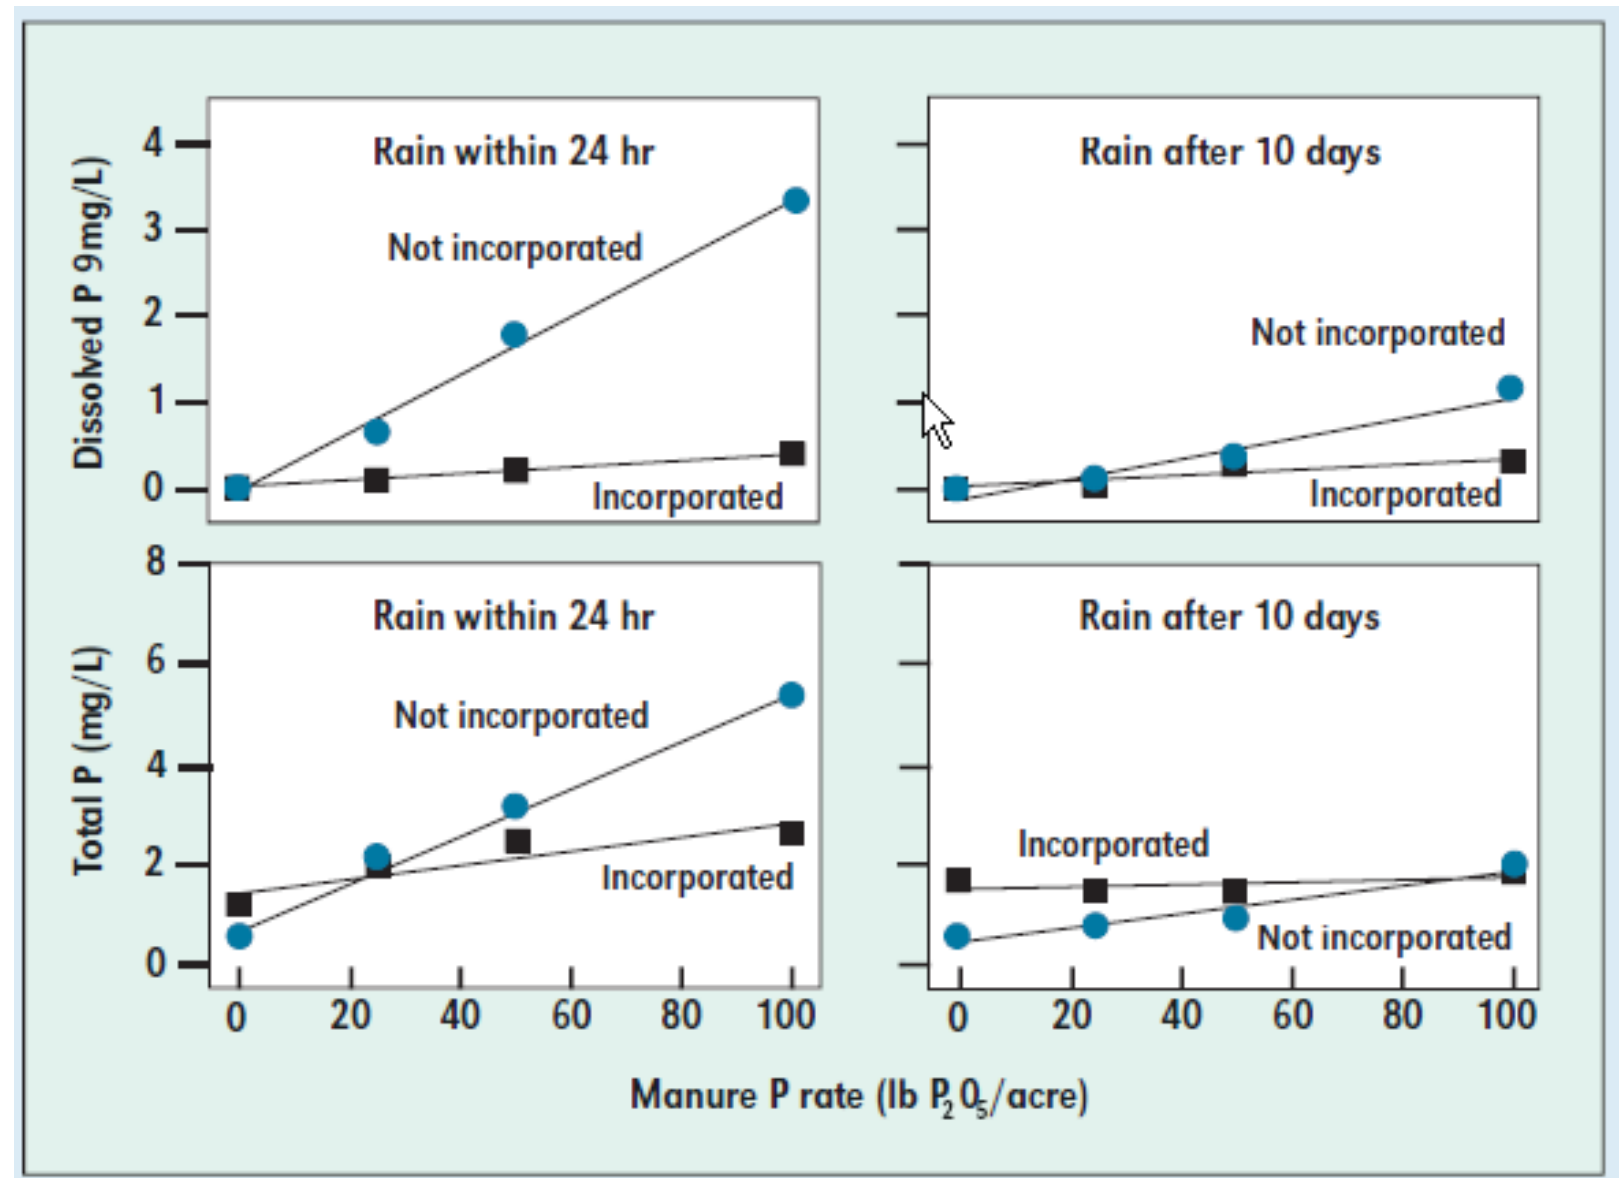 Dissolved P 9mg/L)
4
3
2
1
0
Rain within 24 hr
Not incorporated
Incorporated
Rain after 10 days
Not incorporated
Incorporated
Total P (mg/L)
8
6
4
2
0
Rain within 24 hr
Not incorporated
Incorporated
0 20 40 60 80 100
Rain after 10 days
Incorporated
Not incorporated
0 20 40 60 80 100
Manure P rate (lb P₂0₅/acre)